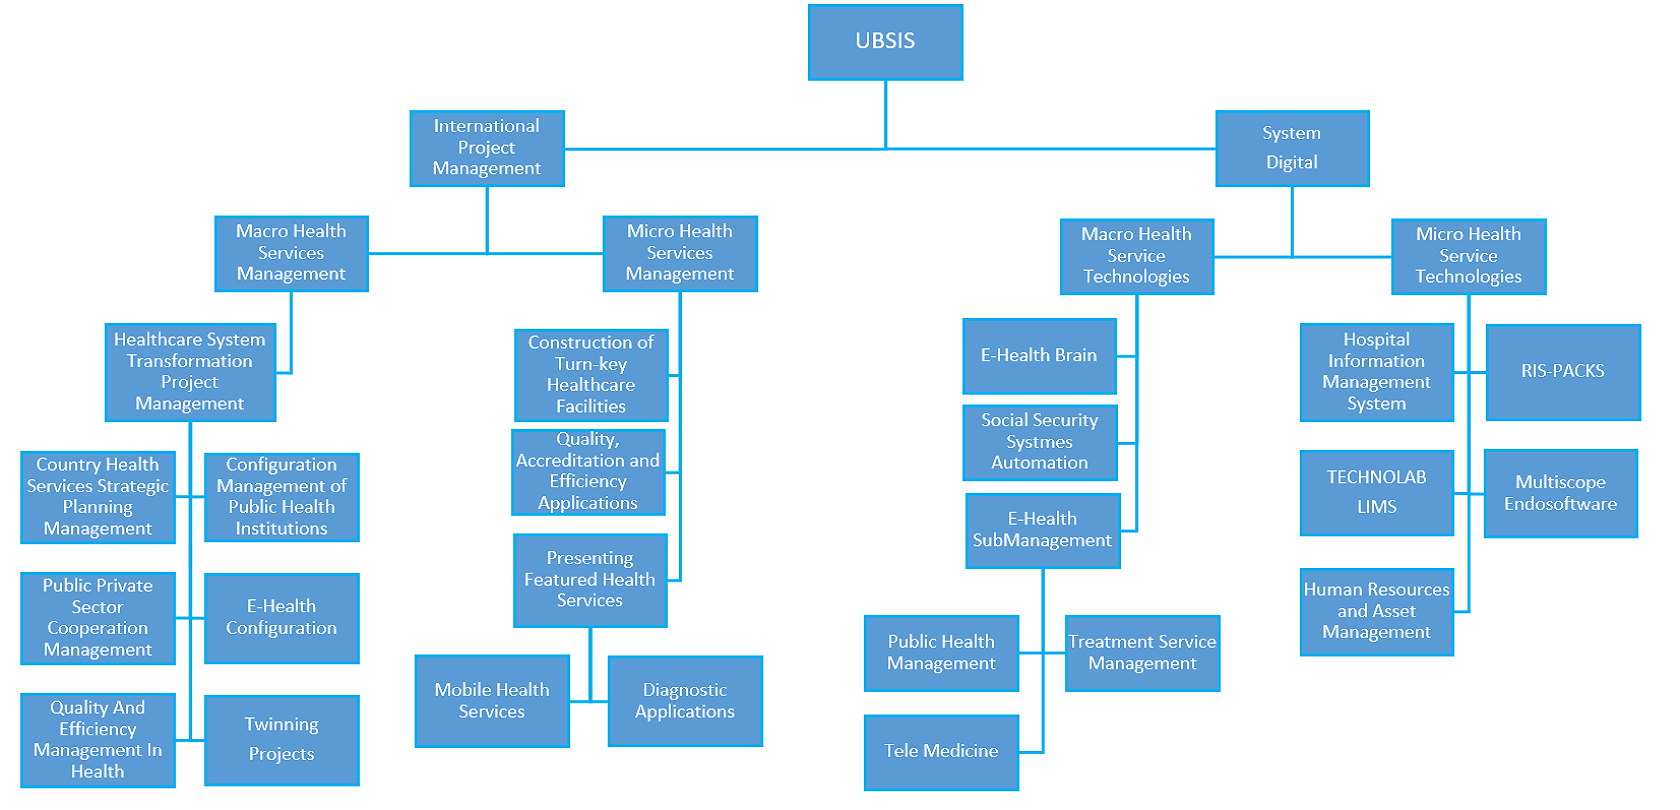 UBSIS
International
Project
Management
System
Digital
Macro Health
Services
Management
Micro Health
Services
Management
Macro Health
Service
Technologies
Micro Health
Service
Technologies
Healthcare System
Transformation
Project
Management
Construction of
Turn-key
Healthcare
Facilities
E-Health Brain
Hospital
Information
Management
System
RIS-PACKS
Quality,
Accreditation and
Efficiency
Applications
Social Security
Systmes
Automation
Country Health
Services Strategic
Planning
Management
Configuration
Management of
Public Health
Institutions
TECHNOLAB
LIMS
Multiscope
Endosoftware
Presenting
Featured Health
Services
E-Health
SubManagement
Public Private
Sector
Cooperation
Management
E-Health
Configuration
Human Resources
and Asset
Management
Mobile Health
Services
Diagnostic
Applications
Public Health
Management
Treatment Service
Management
Quality And
Efficiency
Management In
Health
Twinning
Projects
Tele Medicine